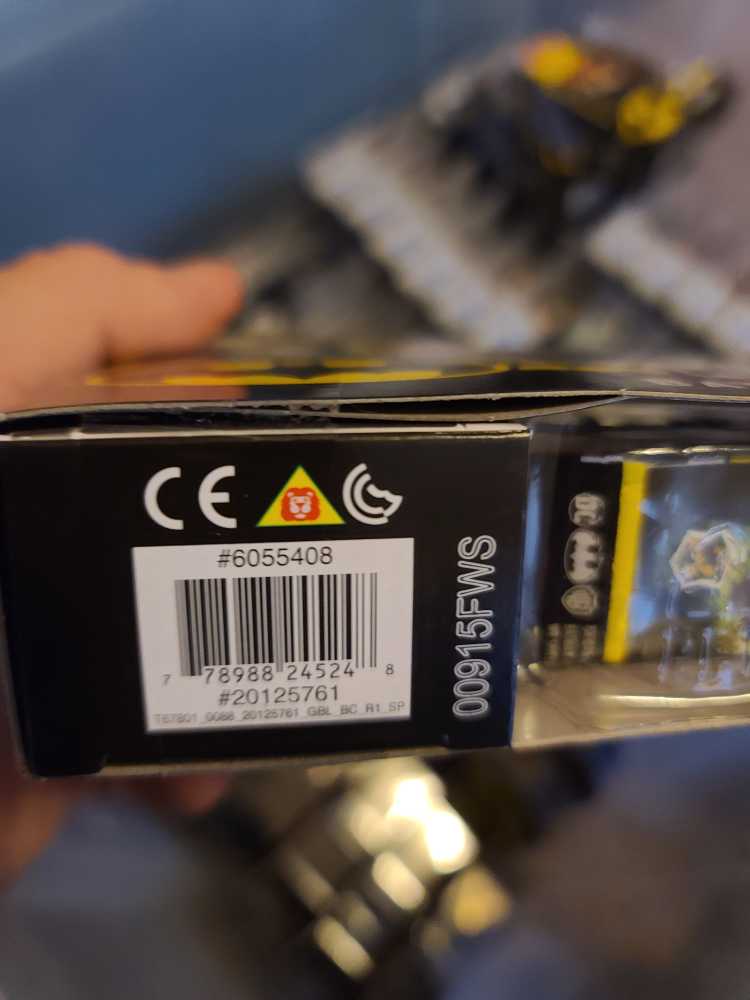 CE
#6055408
7 78988 24524 8
#20125761
T67801_0088_20125761_GBL_BC_R1_SP
00915FWS